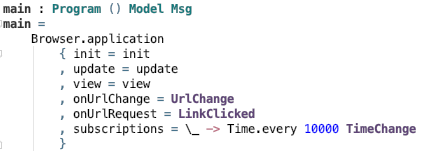 main : Program () Model Msg
main =
    Browser.application
        { init = init
        , update = update
        , view = view
        , onUrlChange = UrlChange
        , onUrlRequest = LinkClicked
        , subscriptions = \_ -> Time.every 10000 TimeChange
        }